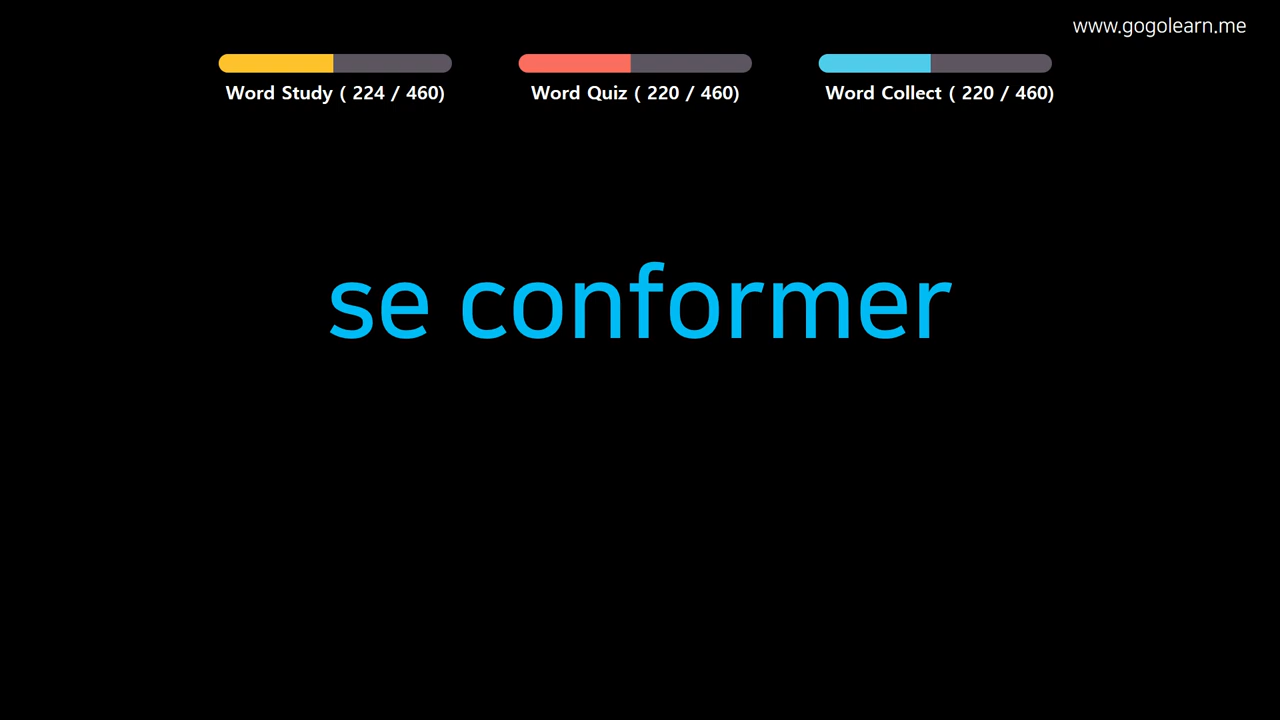 www.gogolearn.me
Word Study ( 224 / 460)
Word Quiz ( 220 / 460)
Word Collect ( 220 / 460)
se conformer